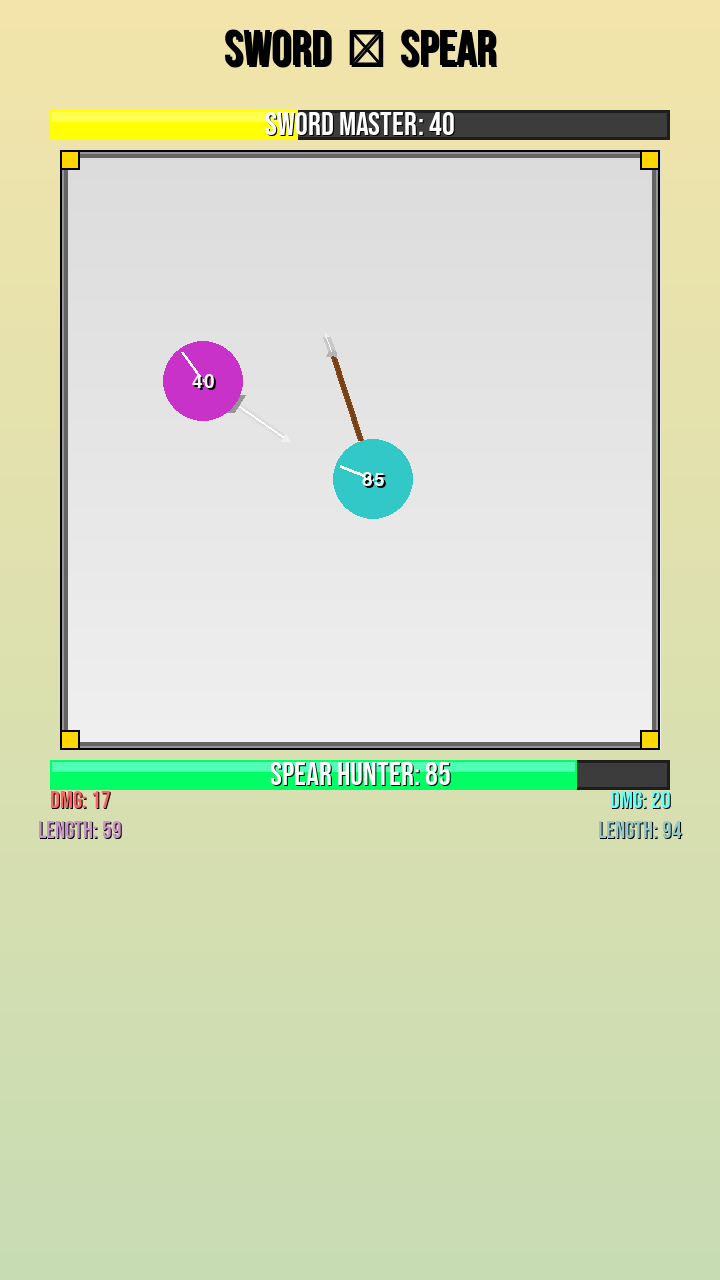 SWORD SPEAR
SWORD MASTER: 40
40
85
SPEAR HUNTER: 85
DMG: 17 DMG: 20
LENGTH: 59 LENGTH: 94